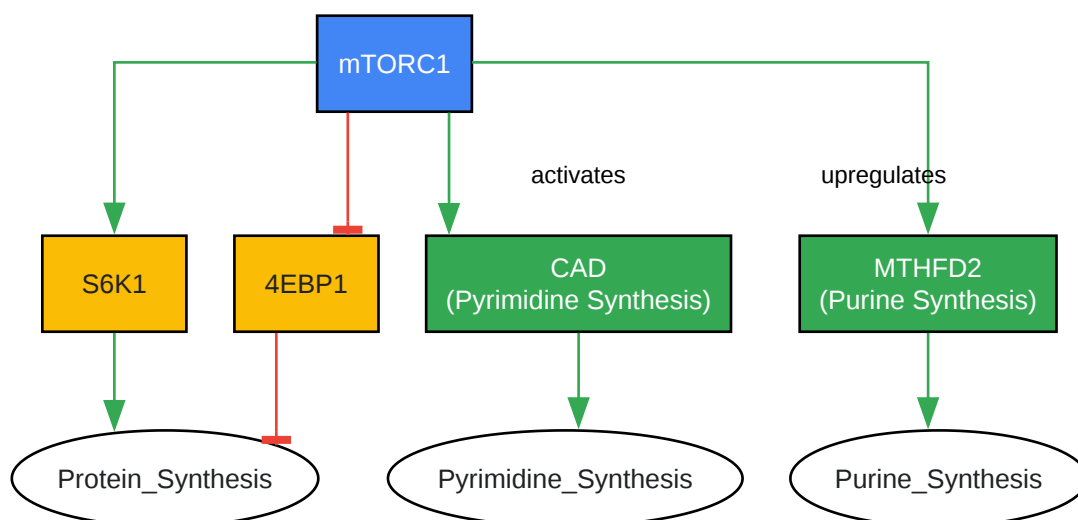 mTORC1
activates
upregulates
S6K1
4EBP1
CAD
(Pyrimidine Synthesis)
MTHFD2
(Purine Synthesis)
Protein_Synthesis
Pyrimidine_Synthesis
Purine_Synthesis